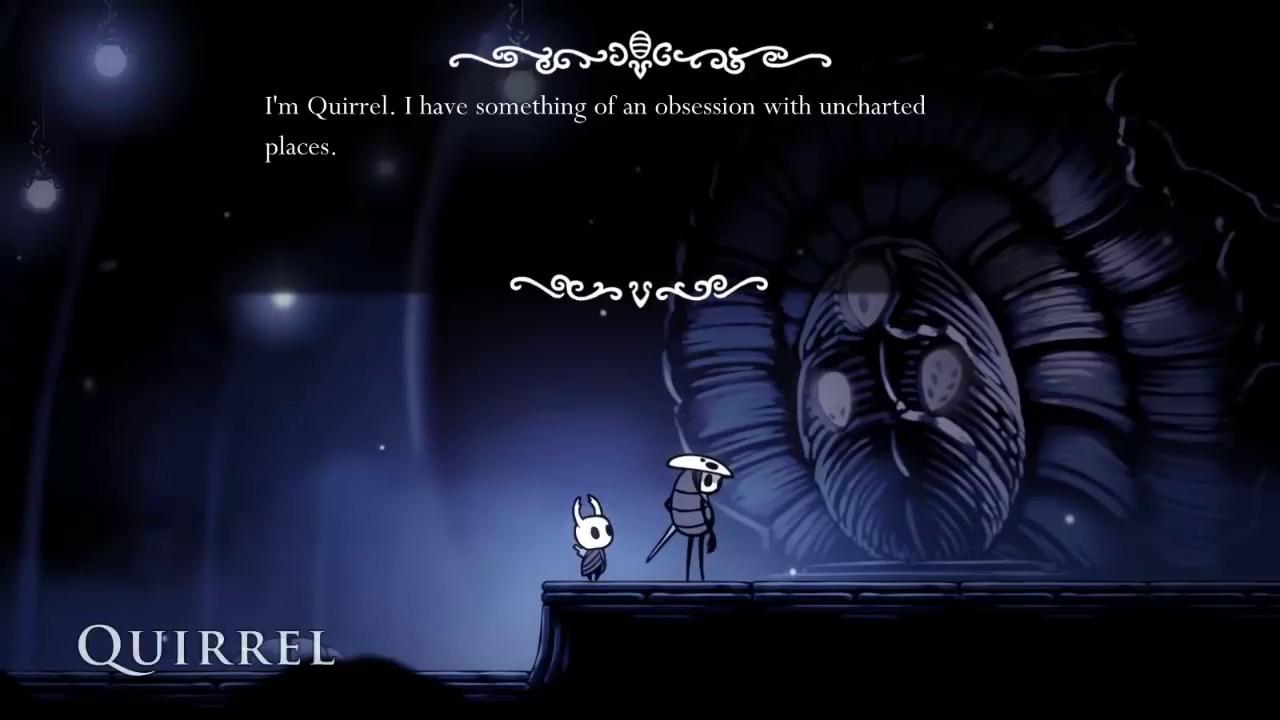 I'm Quirrel. I have something of an obsession with uncharted
places.
QUIRREL